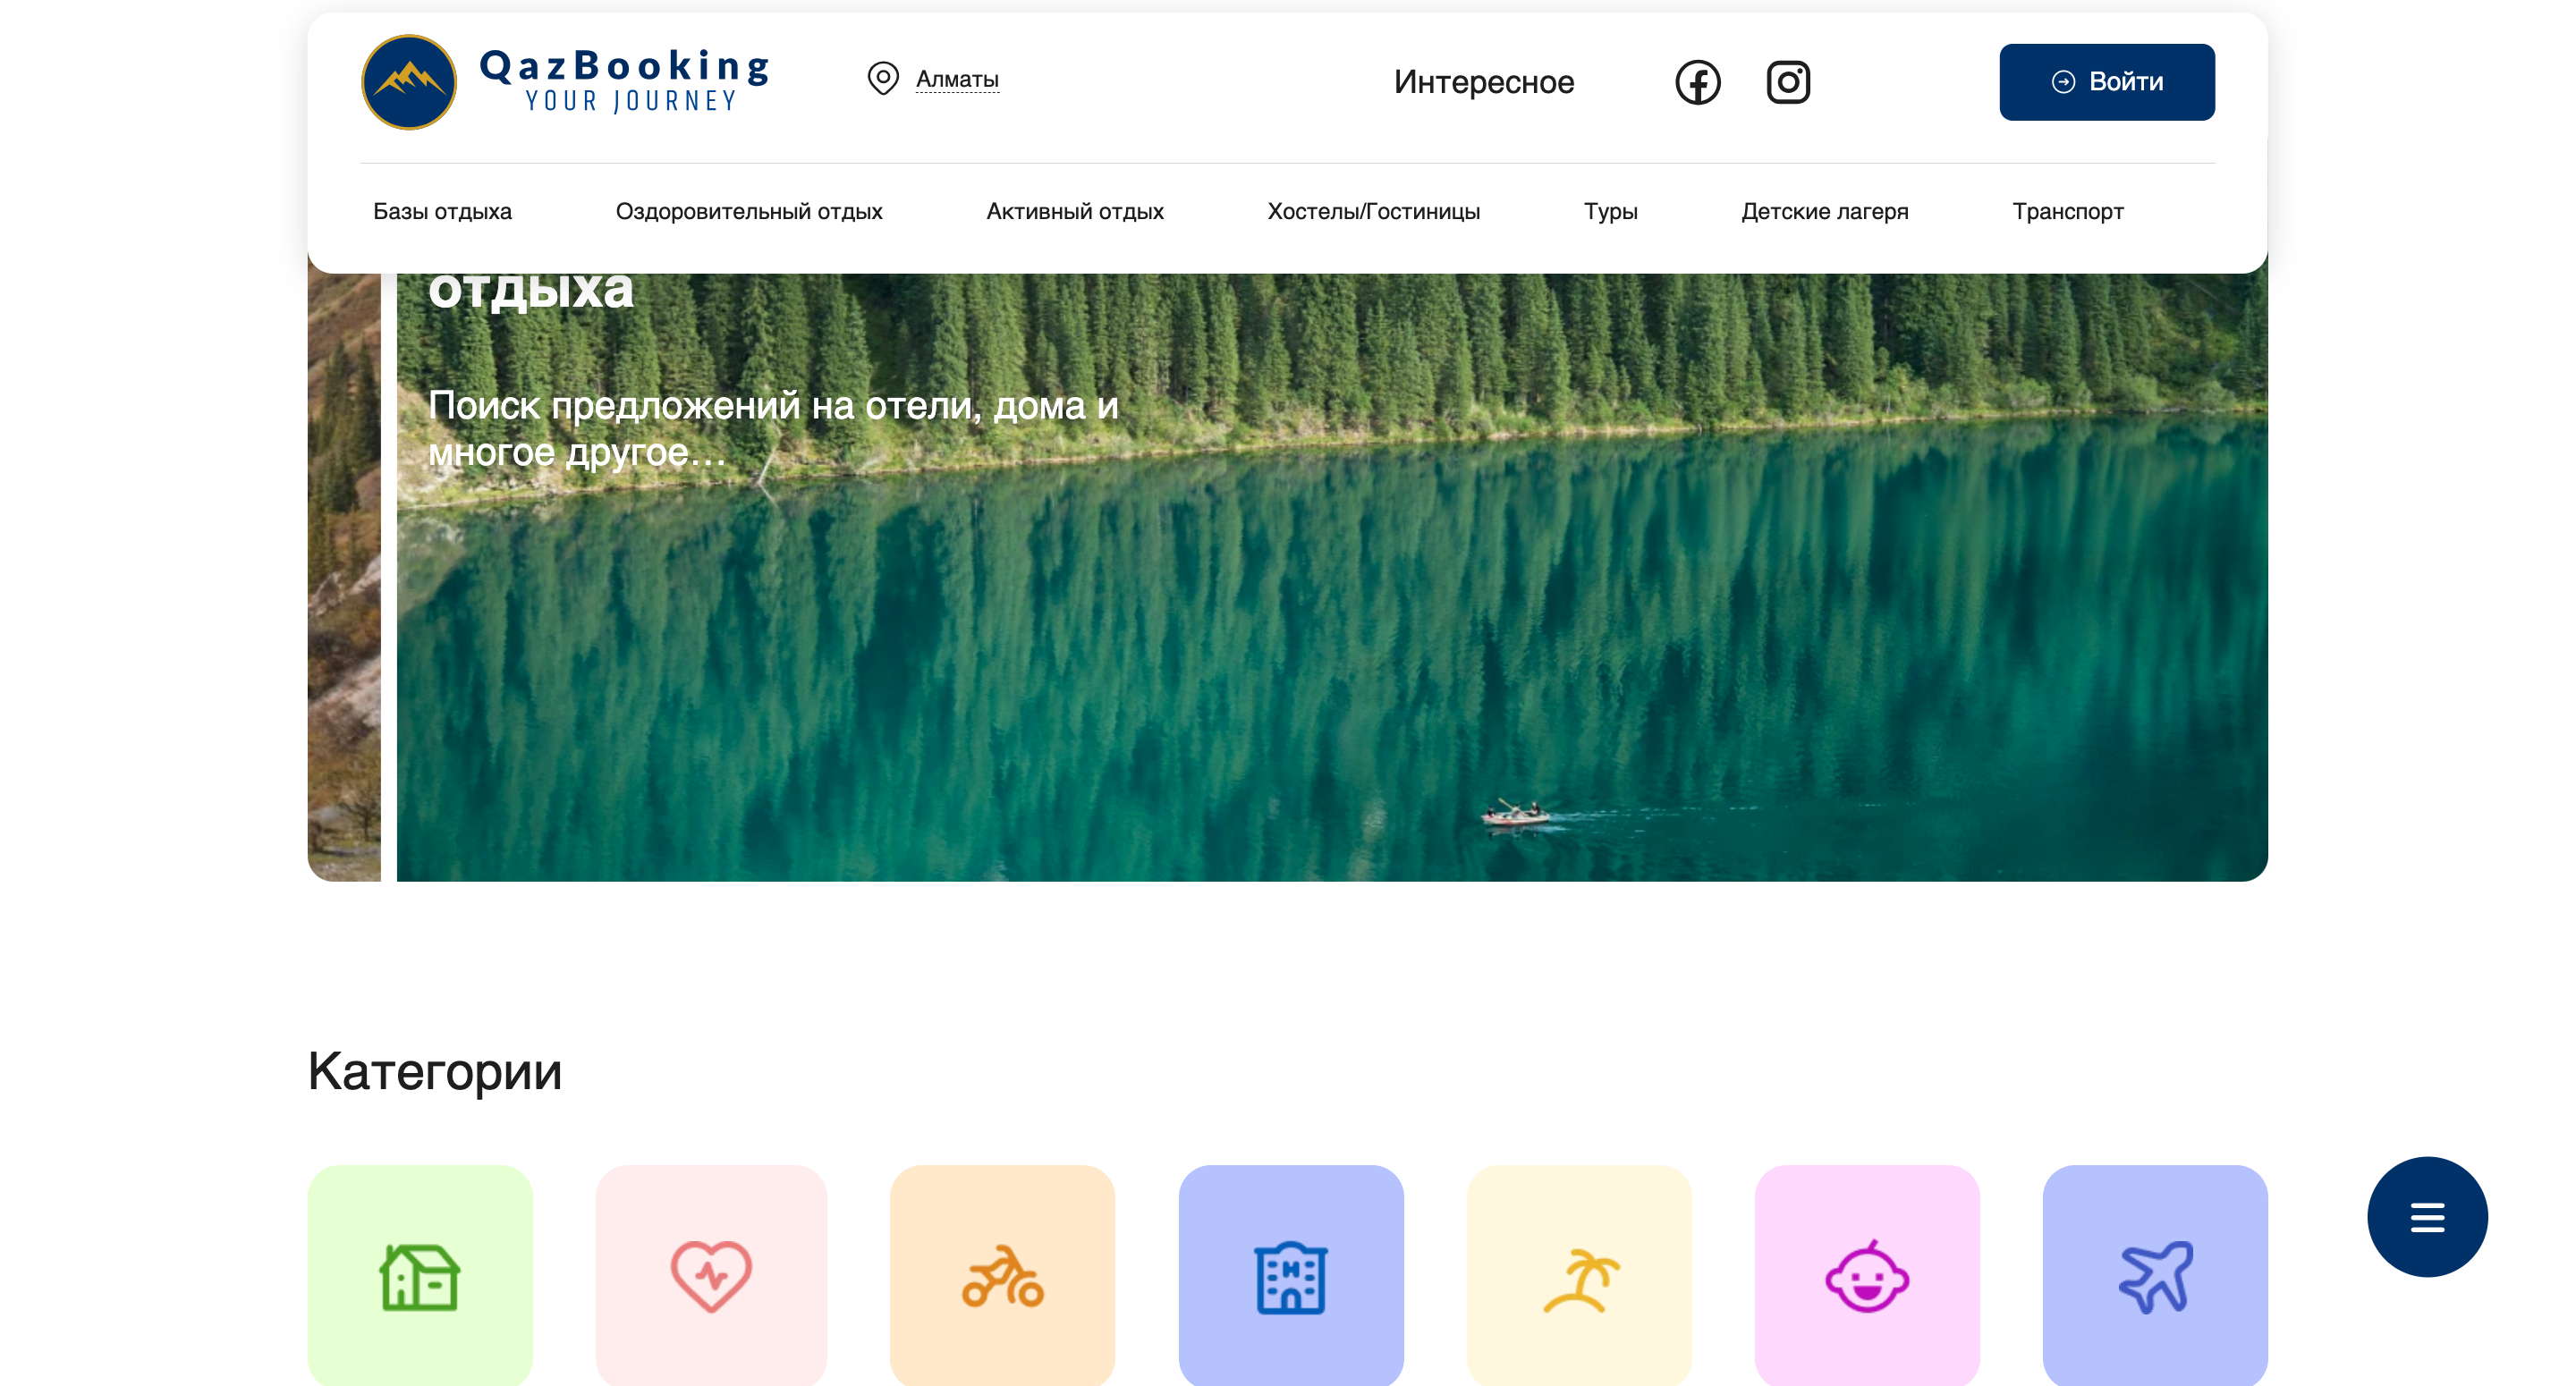 QazBooking
YOUR JOURNEY
Алматы
Интересное
Войти
Базы отдыха
Оздоровительный отдых
Активный отдых
Хостелы/Гостиницы
Туры
Детские лагеря
Транспорт
отдыха
Поиск предложений на отели, дома и
многое другое...
Категории